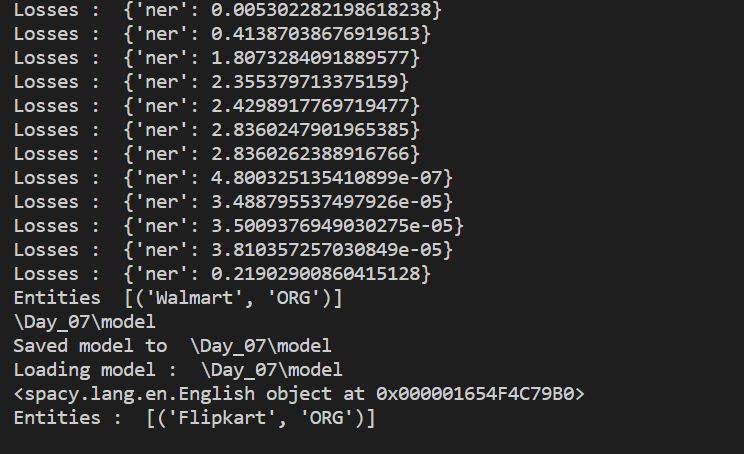 Losses :  {'ner': 0.005302282198618238}
Losses :  {'ner': 0.41387038676919613}
Losses :  {'ner': 1.8073284091889577}
Losses :  {'ner': 2.355379713375159}
Losses :  {'ner': 2.4298917769719477}
Losses :  {'ner': 2.8360247901965385}
Losses :  {'ner': 2.8360262388916766}
Losses :  {'ner': 4.800325135410899e-07}
Losses :  {'ner': 3.488795537497926e-05}
Losses :  {'ner': 3.5009376949030275e-05}
Losses :  {'ner': 3.810357257030849e-05}
Losses :  {'ner': 0.21902900860415128}
Entities  [('Walmart', 'ORG')]
\Day_07\model
Saved model to  \Day_07\model
Loading model :  \Day_07\model
<spacy.lang.en.English object at 0x000001654F4C79B0>
Entities :  [('Flipkart', 'ORG')]